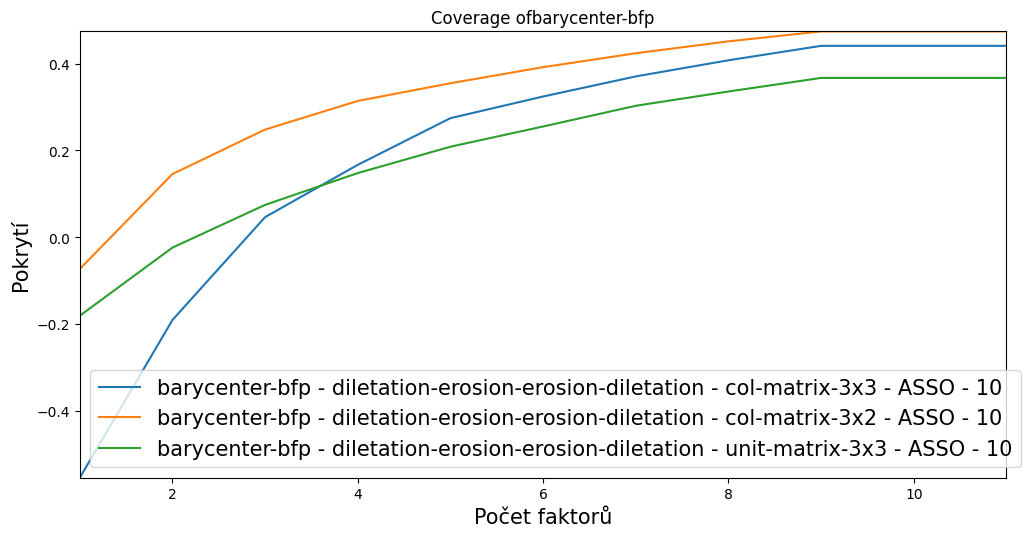 Coverage ofbarycenter-bfp
Pokrytí
0.4
0.2
0.0
−0.2
−0.4
barycenter-bfp - diletation-erosion-erosion-diletation - col-matrix-3x3 - ASSO - 10
barycenter-bfp - diletation-erosion-erosion-diletation - col-matrix-3x2 - ASSO - 10
barycenter-bfp - diletation-erosion-erosion-diletation - unit-matrix-3x3 - ASSO - 10
2 4 6 8 10
Počet faktorů